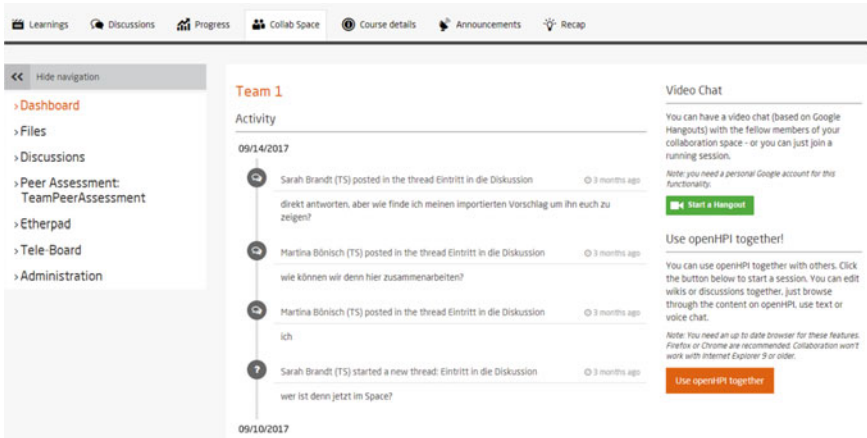 Learnings Discussions Progress Collab Space Course details Announcements Recap
Hide navigation
Dashboard
Files
Discussions
Peer Assessment:
TeamPeerAssessment
Etherpad
Tele-Board
Administration
Team 1
Activity
09/14/2017
Sarah Brandt (TS) posted in the thread Eintritt in die Diskussion 3 months ago
direkt antworten, aber wie finde ich meinen importierten Vorschlag um ihn euch zu
zeigen?
Martina Bönisch (TS) posted in the thread Eintritt in die Diskussion 3 months ago
wie können wir denn hier zusammenarbeiten?
Martina Bönisch (TS) posted in the thread Eintritt in die Diskussion 3 months ago
ich
Sarah Brandt (TS) started a new thread: Eintritt in die Diskussion 3 months ago
wer ist denn jetzt im Space?
09/10/2017
Video Chat
You can have a video chat (based on Google
Hangouts) with the fellow members of your
collaboration space - or you can just join a
running session.
Note: you need a personal Google account for this
functionality.
Start a Hangout
Use openHPI together!
You can use openHPI together with others. Click
the button below to start a session. You can edit
wikis or discussions together, just browse
through the content on openHPI, use text or
voice chat.
Note: You need an up to date browser for these features.
Firefox or Chrome are recommended. Collaboration won't
work with Internet Explorer 9 or older.
Use openHPI together